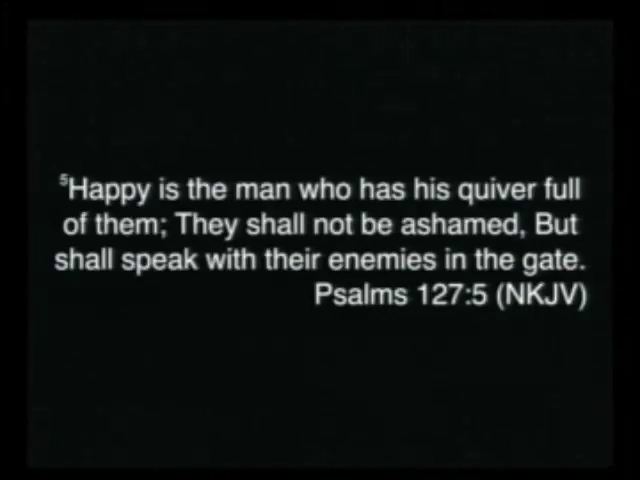 ⁵Happy is the man who has his quiver full
of them; They shall not be ashamed, But
shall speak with their enemies in the gate.
Psalms 127:5 (NKJV)